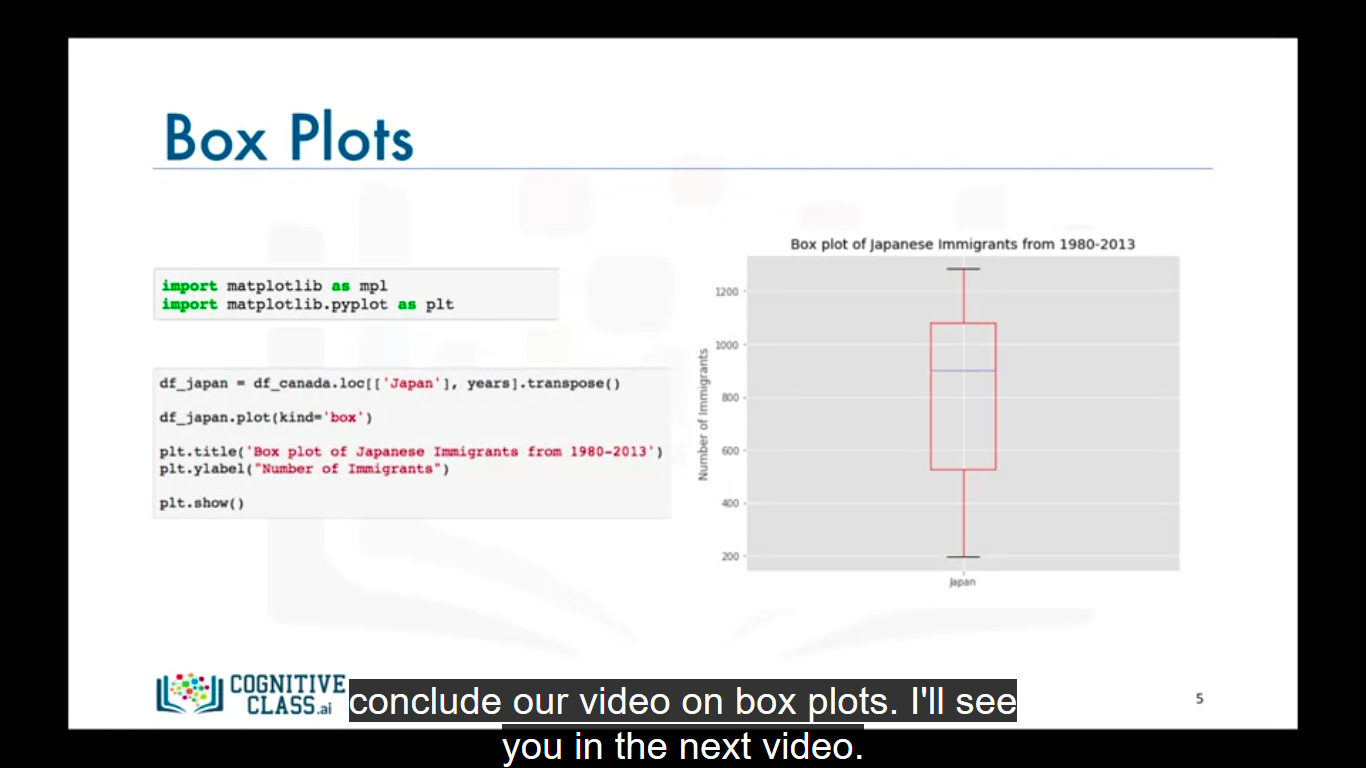 Box Plots
import matplotlib as mpl
import matplotlib.pyplot as plt
df_japan = df_canada.loc[['Japan'], years].transpose()
df_japan.plot(kind='box')
plt.title('Box plot of Japanese Immigrants from 1980-2013')
plt.ylabel("Number of Immigrants")
plt.show()
Box plot of Japanese Immigrants from 1980-2013
Number of Immigrants
1200
1000
800
600
400
200
Japan
COGNITIVE
CLASS.ai
conclude our video on box plots. I'll see
you in the next video.
5